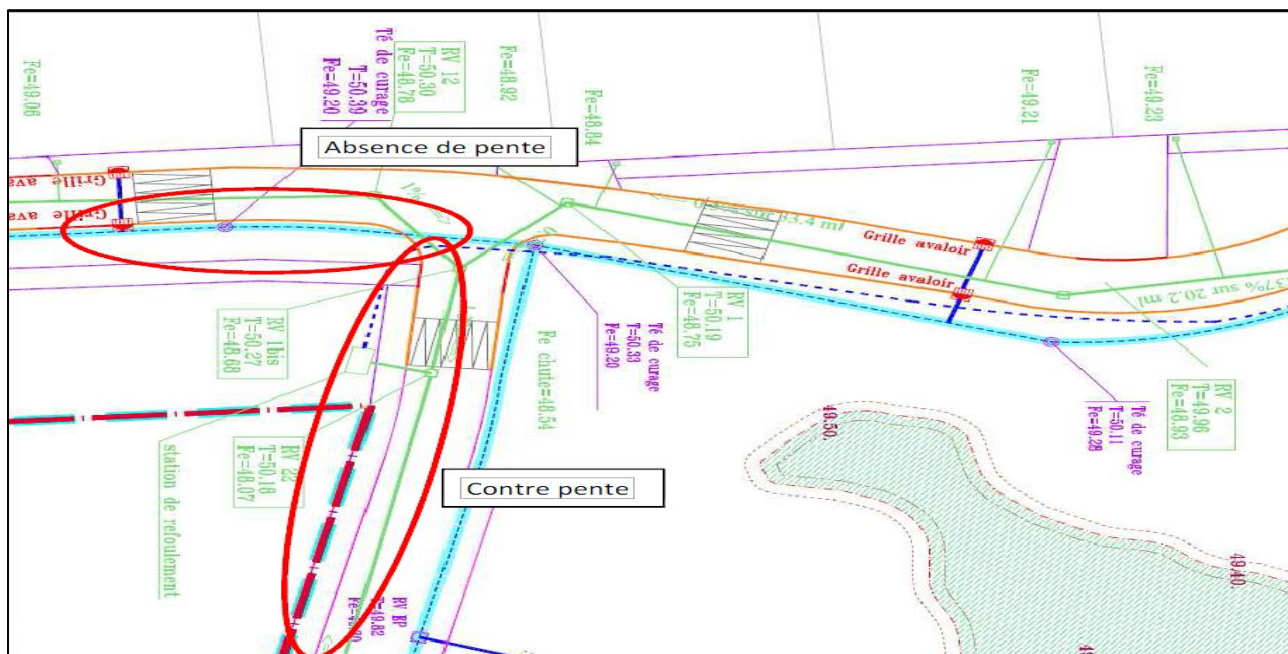 Fe=49.06
Té de curage
T=50.39
Fe=49.20
RV 12
T=50.30
Fe=48.78
Fe=48.92
Fe=48.84
Fe=49.21
Fe=49.23
Absence de pente
Grille ava
Grille ava
1%
sur 33.4 ml
Grille avaloir
Grille avaloir
37% sur 20.2 ml
RV 1bis
T=50.27
Fe=48.68
Fe chute=48.54
Té de curage
T=50.33
Fe=49.20
RV 1
T=50.19
Fe=48.75
RV 2
T=49.96
Fe=48.93
Té de curage
T=50.11
Fe=49.28
station de refoulement
RV 22
T=50.18
Fe=48.07
Contre pente
49.50.
49.40.
RV EP
T=49.82